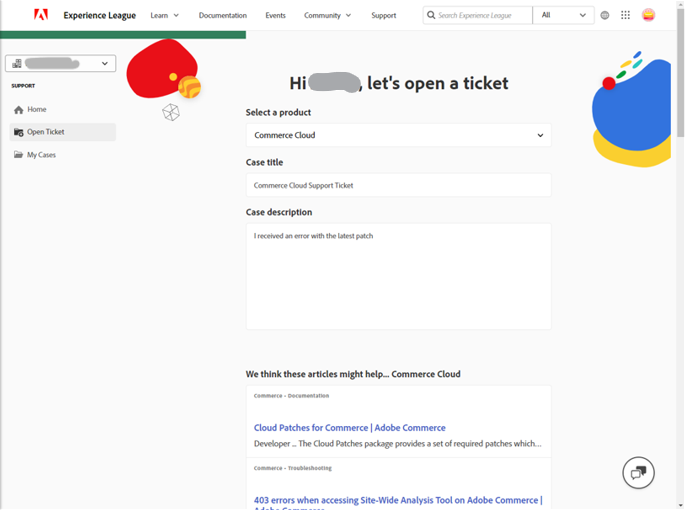 Experience League
Learn
Documentation
Events
Community
Support
Search Experience League
All
SUPPORT
Home
Open Ticket
My Cases
Hi , let's open a ticket
Select a product
Commerce Cloud
Case title
Commerce Cloud Support Ticket
Case description
I received an error with the latest patch
We think these articles might help... Commerce Cloud
Commerce - Documentation
Cloud Patches for Commerce | Adobe Commerce
Developer ... The Cloud Patches package provides a set of required patches which...
Commerce - Troubleshooting
403 errors when accessing Site-Wide Analysis Tool on Adobe Commerce |
Adobe Commerce